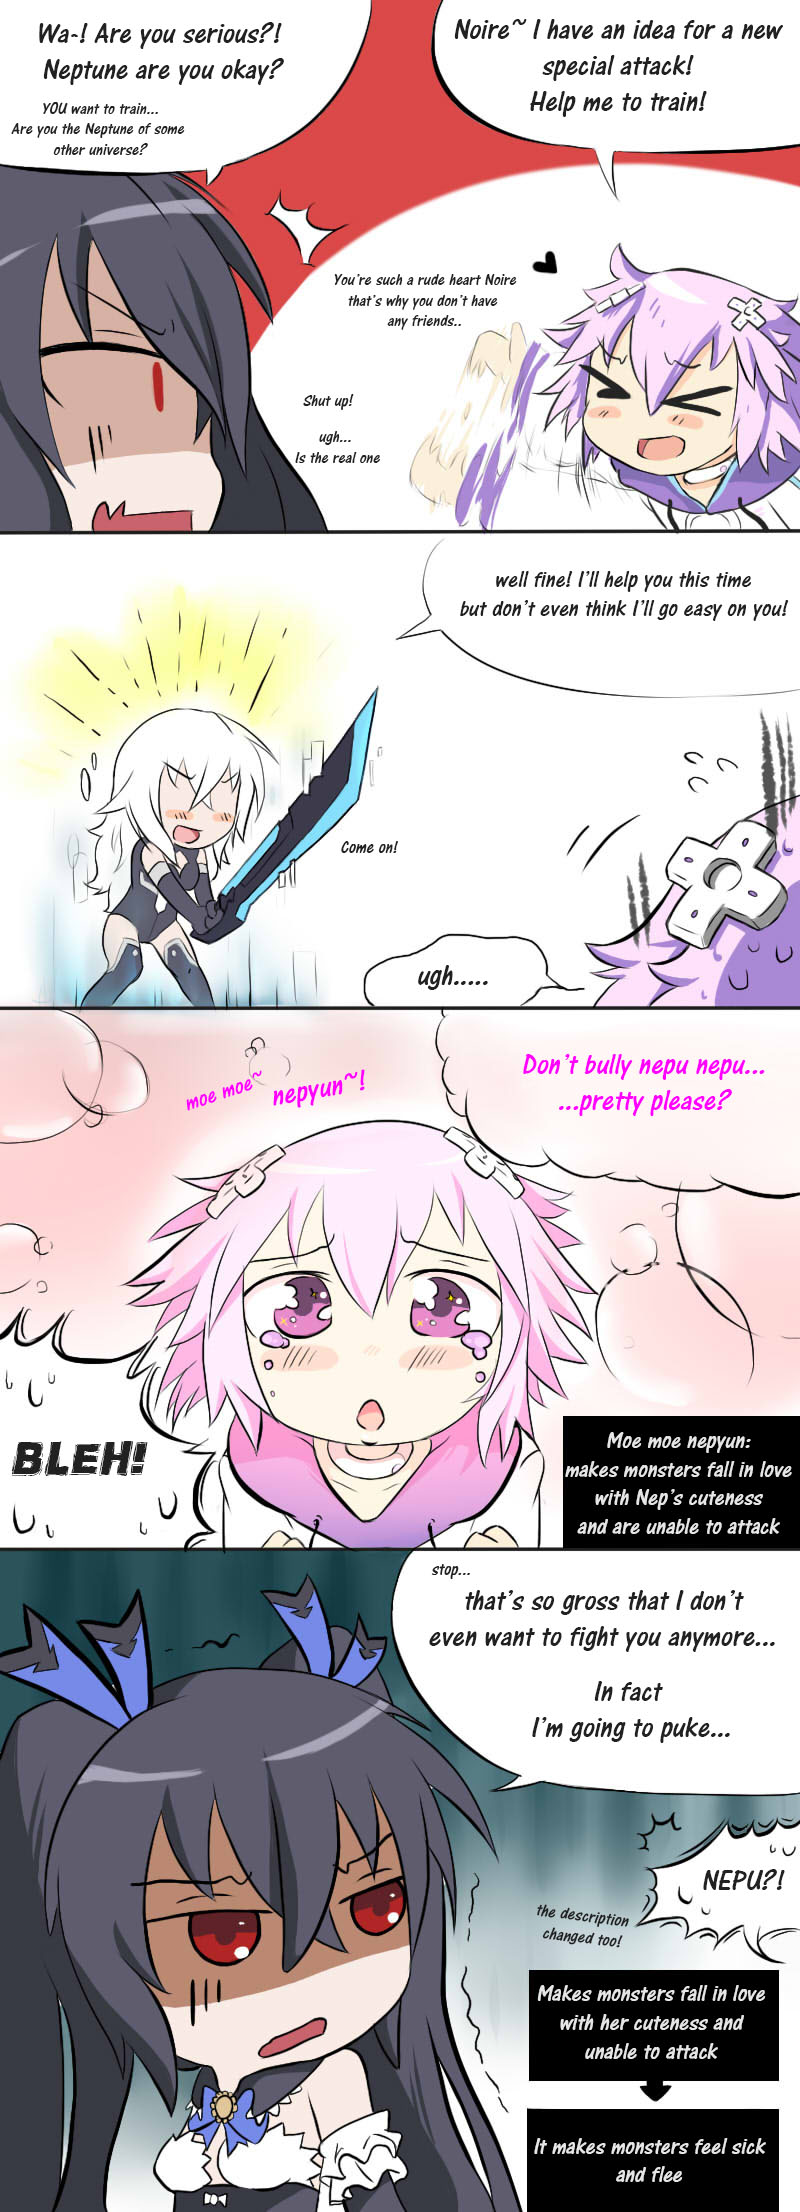 Wa-! Are you serious?!
Neptune are you okay?
YOU want to train...
Are you the Neptune of some
other universe?
Noire~ I have an idea for a new
special attack!
Help me to train!
You're such a rude heart Noire
that's why you don't have
any friends..
Shut up!
ugh...
Is the real one
well fine! I'll help you this time
but don't even think I'll go easy on you!
Come on!
ugh.....
moe moe~
nepyun~!
Don't bully nepu nepu...
...pretty please?
BLEH!
Moe moe nepyun:
makes monsters fall in love
with Nep's cuteness
and are unable to attack
stop...
that's so gross that I don't
even want to fight you anymore...
In fact
I'm going to puke...
NEPU?!
the description
changed too!
Makes monsters fall in love
with her cuteness and
unable to attack
It makes monsters feel sick
and flee